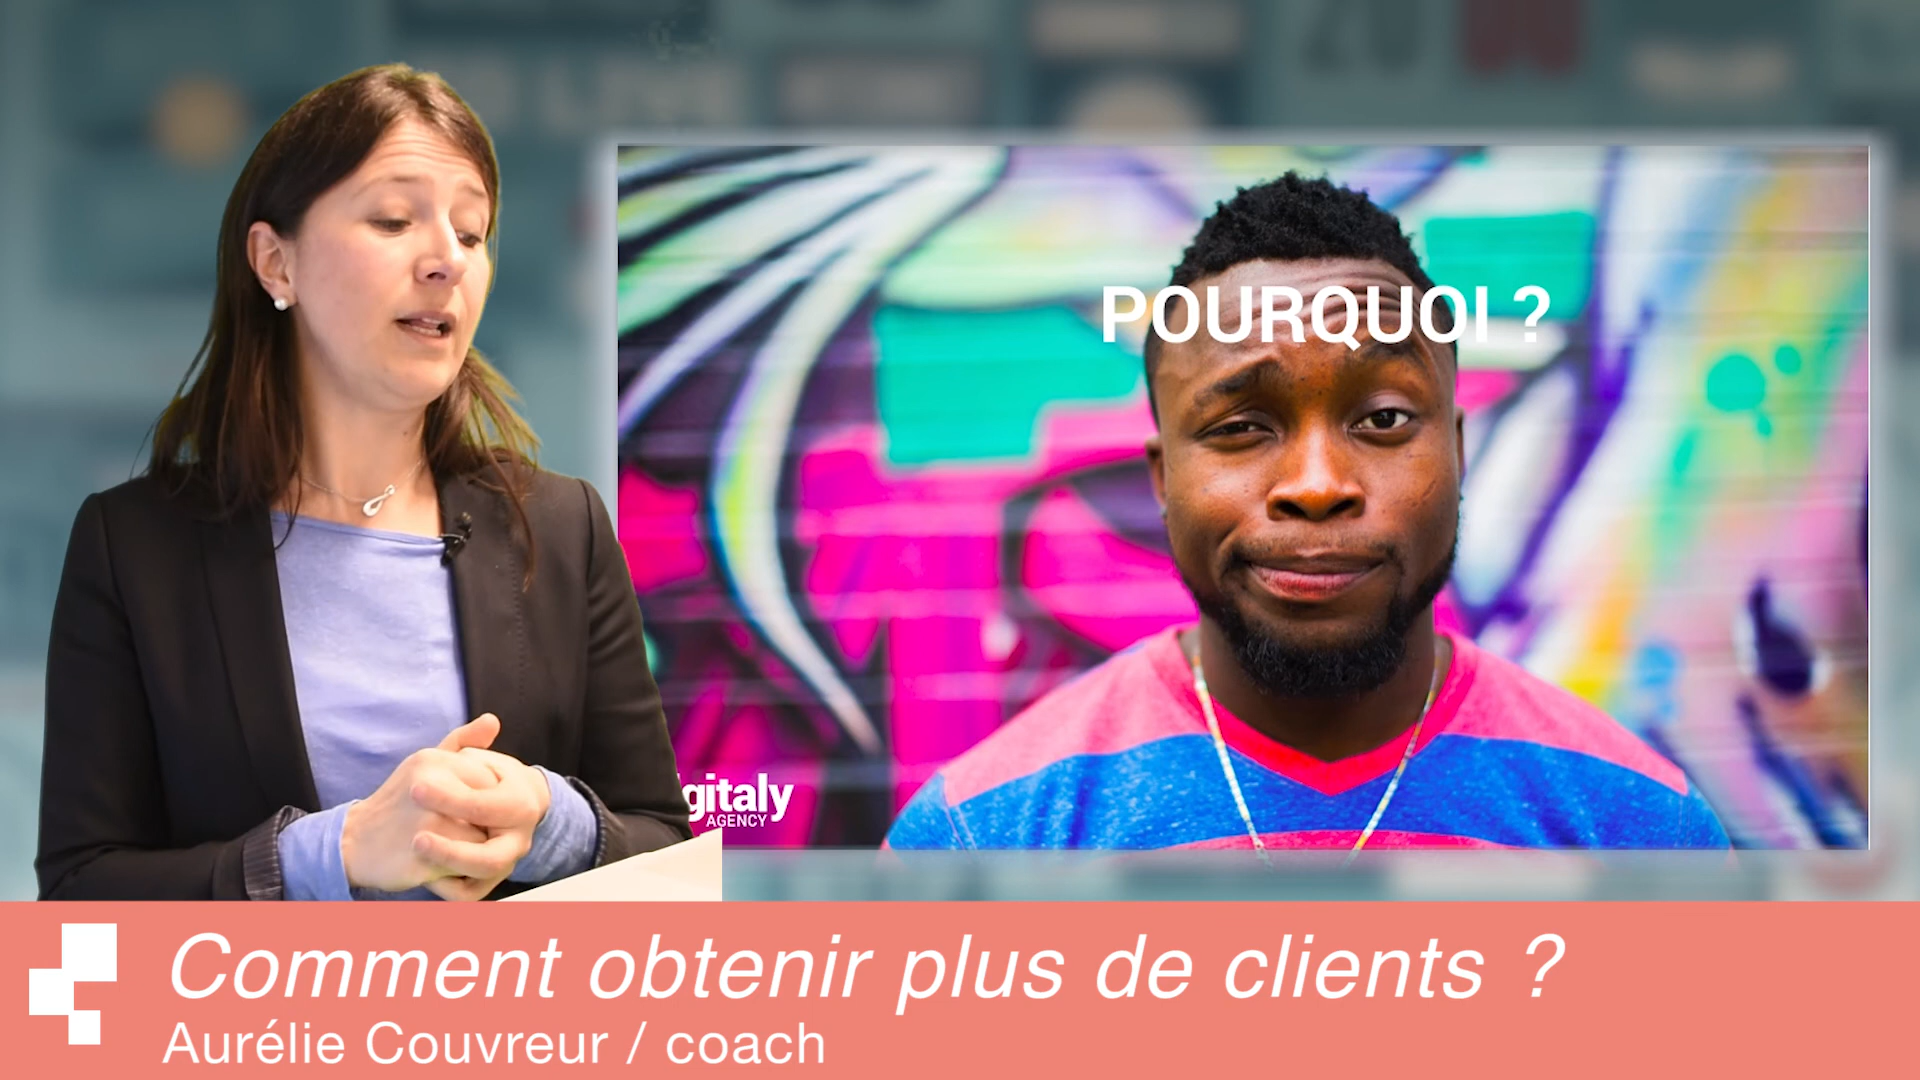 POURQUOI ?
gitaly
AGENCY
Comment obtenir plus de clients ?
Aurélie Couvreur / coach